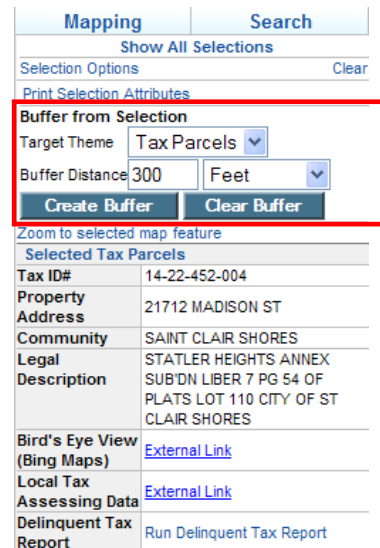 Mapping Search
Show All Selections
Selection Options Clear
Print Selection Attributes
Buffer from Selection
Target Theme Tax Parcels
Buffer Distance 300 Feet
Create Buffer Clear Buffer
Zoom to selected map feature
Selected Tax Parcels
Tax ID# 14-22-452-004
Property
Address 21712 MADISON ST
Community SAINT CLAIR SHORES
Legal STATLER HEIGHTS ANNEX
Description SUB'DN LIBER 7 PG 54 OF
PLATS LOT 110 CITY OF ST
CLAIR SHORES
Bird's Eye View
(Bing Maps) External Link
Local Tax
Assessing Data External Link
Delinquent Tax
Report Run Delinquent Tax Report